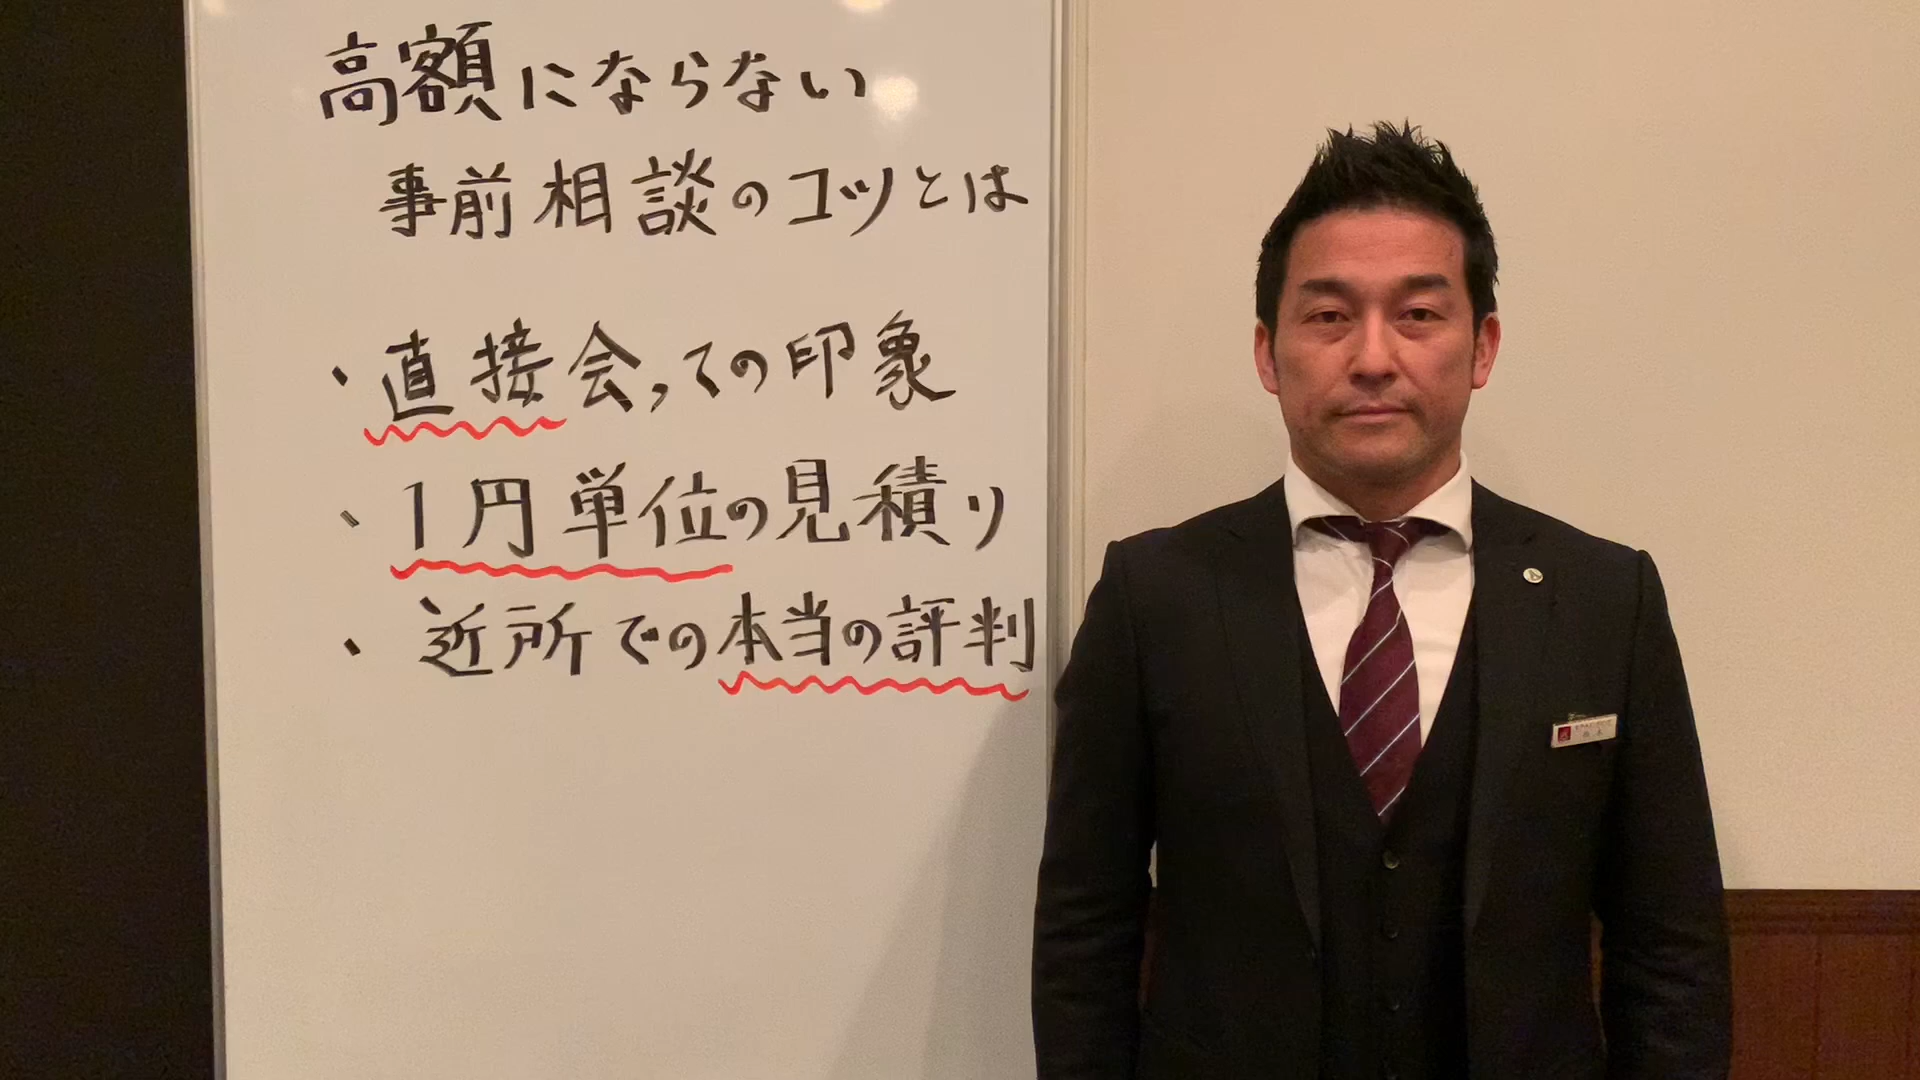 高額にならない
事前相談のコツとは
・直接会っての印象
・1円単位の見積り
・近所での本当の評判